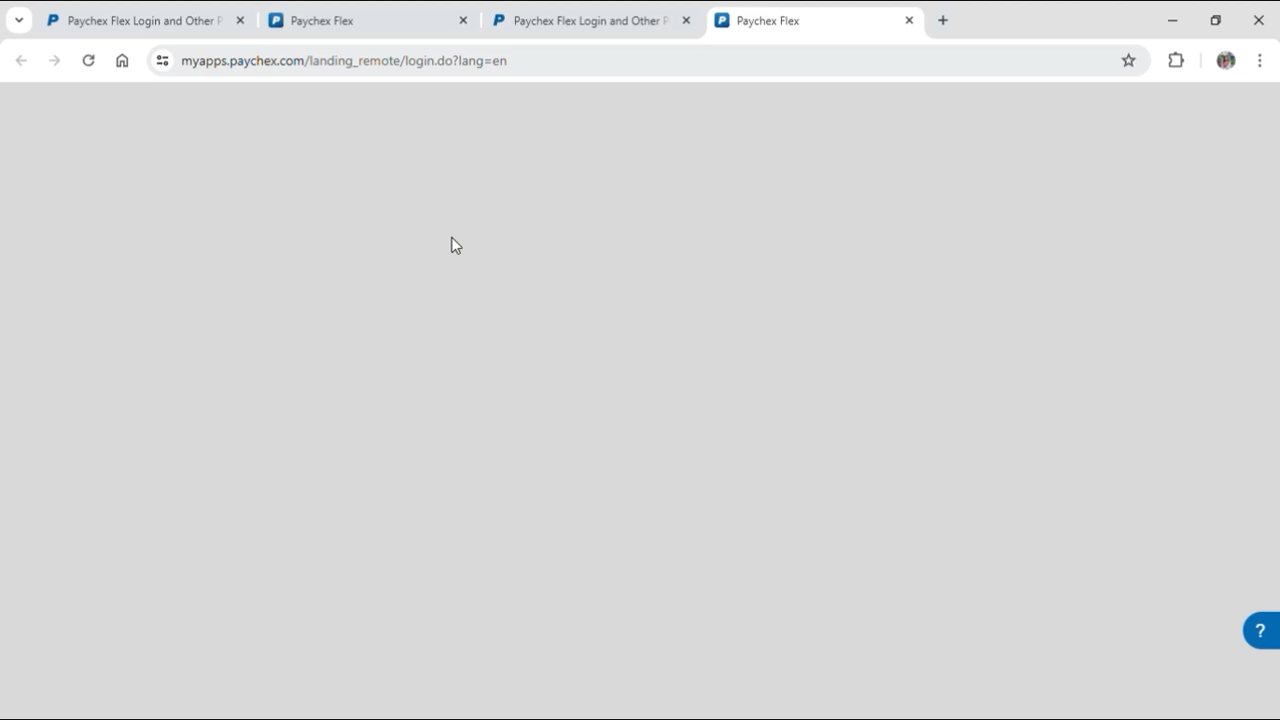 Paychex Flex Login and Other P
Paychex Flex
Paychex Flex Login and Other P
Paychex Flex
myapps.paychex.com/landing_remote/login.do?lang=en
?